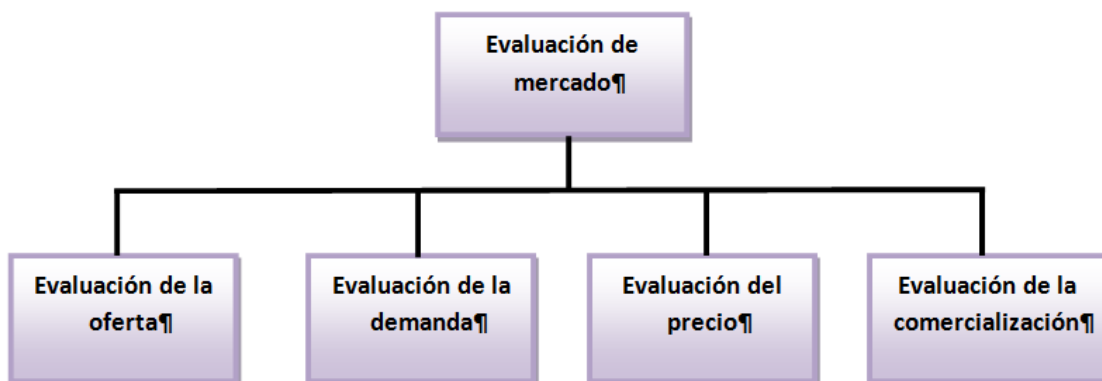 Evaluación de
mercado¶
Evaluación de la
oferta¶
Evaluación de la
demanda¶
Evaluación del
precio¶
Evaluación de la
comercialización¶